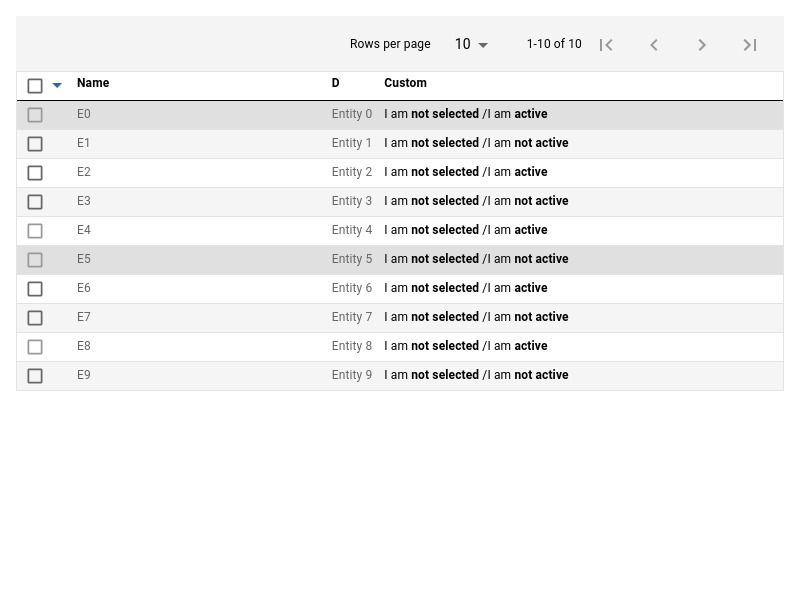 Rows per page 10 1-10 of 10
Name D Custom
E0 Entity 0 I am not selected /I am active
E1 Entity 1 I am not selected /I am not active
E2 Entity 2 I am not selected /I am active
E3 Entity 3 I am not selected /I am not active
E4 Entity 4 I am not selected /I am active
E5 Entity 5 I am not selected /I am not active
E6 Entity 6 I am not selected /I am active
E7 Entity 7 I am not selected /I am not active
E8 Entity 8 I am not selected /I am active
E9 Entity 9 I am not selected /I am not active